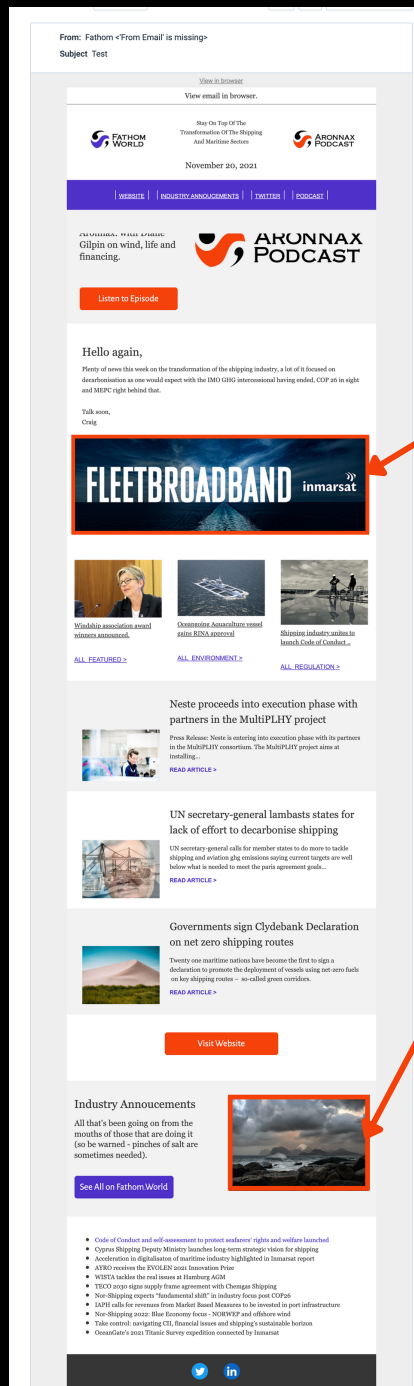 From: Fathom <'From Email' is missing>
Subject Test
View in browser
View email in browser.
FATHOM
WORLD
Stay On Top Of The
Transformation Of The Shipping
And Maritime Sectors
November 20, 2021
ARONNAX
PODCAST
| WEBSITE | | INDUSTRY ANNOUCEMENTS | | TWITTER | | PODCAST |
Aronnax: with Diane
Gilpin on wind, life and
financing.
ARONNAX
PODCAST
Listen to Episode
Hello again,
Plenty of news this week on the transformation of the shipping industry, a lot of it focused on
decarbonisation as one would expect with the IMO GHG intercessional having ended, COP 26 in sight
and MEPC right behind that.
Talk soon,
Craig
FLEETBROADBAND
inmarsat
Windship association award
winners announced.
ALL FEATURED >
Oceangoing Aquaculture vessel
gains RINA approval
ALL ENVIRONMENT >
Shipping industry unites to
launch Code of Conduct ..
ALL REGULATION >
Neste proceeds into execution phase with
partners in the MultiPLHY project
Press Release: Neste is entering into execution phase with its partners
in the MultiPLHY consortium. The MultiPLHY project aims at
installing...
READ ARTICLE >
UN secretary-general lambasts states for
lack of effort to decarbonise shipping
UN secretary-general calls for member states to do more to tackle
shipping and aviation ghg emissions saying current targets are well
below what is needed to meet the paris agreement goals...
READ ARTICLE >
Governments sign Clydebank Declaration
on net zero shipping routes
Twenty one maritime nations have become the first to sign a
declaration to promote the deployment of vessels using net-zero fuels
on key shipping routes – so-called green corridors.
READ ARTICLE >
Visit Website
Industry Annoucements
All that's been going on from the
mouths of those that are doing it
(so be warned - pinches of salt are
sometimes needed).
See All on Fathom.World
• Code of Conduct and self-assessment to protect seafarers' rights and welfare launched
• Cyprus Shipping Deputy Ministry launches long-term strategic vision for shipping
• Acceleration in digitalisaton of maritime industry highlighted in Inmarsat report
• AYRO receives the EVOLEN 2021 Innovation Prize
• WISTA tackles the real issues at Hamburg AGM
• TECO 2030 signs supply frame agreement with Chemgas Shipping
• Nor-Shipping experts "fundamental shift" in industry focus post COP26
• IAPH calls for revenues from Market Based Measures to be invested in port infrastructure
• Nor-Shipping 2022: Blue Economy focus - NORWEP and offshore wind
• Take control: navigating CII, financial issues and shipping's sustainable horizon
• OceanGate's 2021 Titanic Survey expedition connected by Inmarsat